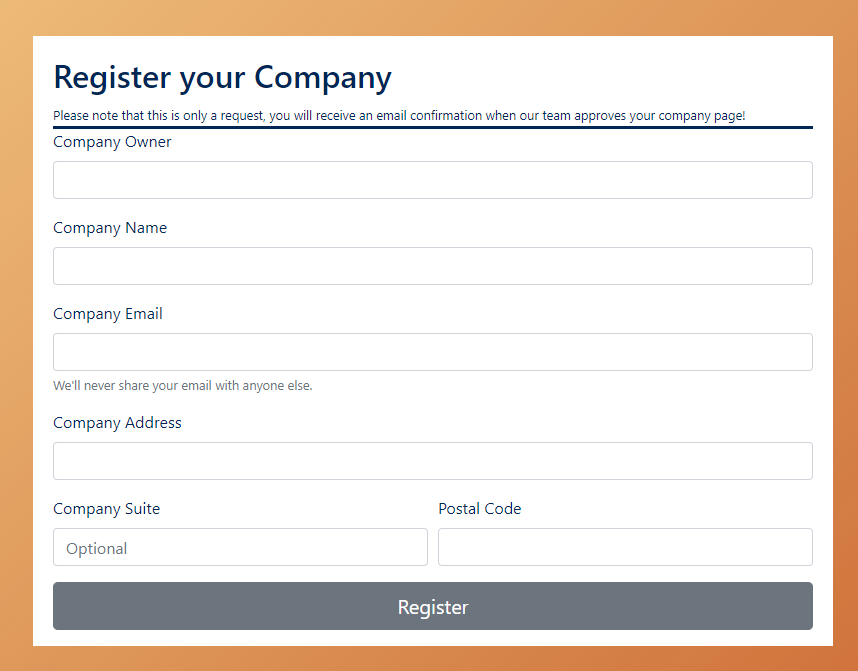 Register your Company
Please note that this is only a request, you will receive an email confirmation when our team approves your company page!
Company Owner
Company Name
Company Email
We'll never share your email with anyone else.
Company Address
Company Suite
Postal Code
Optional
Register